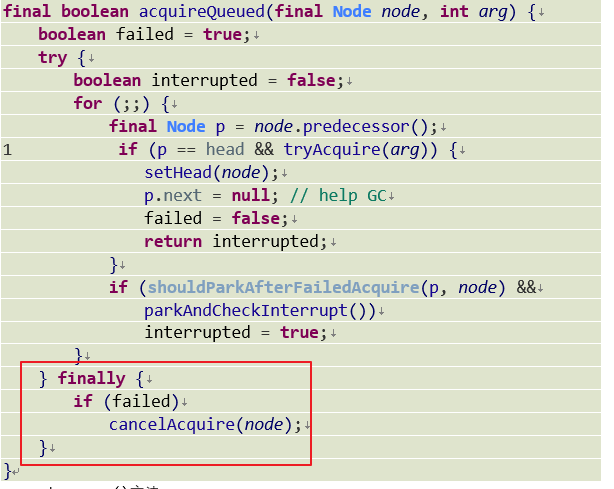 final boolean acquireQueued(final Node node, int arg) {↓
boolean failed = true;↓
try {↓
boolean interrupted = false;↓
for (;;) {↓
final Node p = node.predecessor();↓
1 if (p == head && tryAcquire(arg)) {↓
setHead(node);↓
p.next = null; // help GC↓
failed = false;↓
return interrupted;↓
}↓
if (shouldParkAfterFailedAcquire(p, node) &&↓
parkAndCheckInterrupt())↓
interrupted = true;↓
}↓
} finally {↓
if (failed)↓
cancelAcquire(node);↓
}↓
}↵